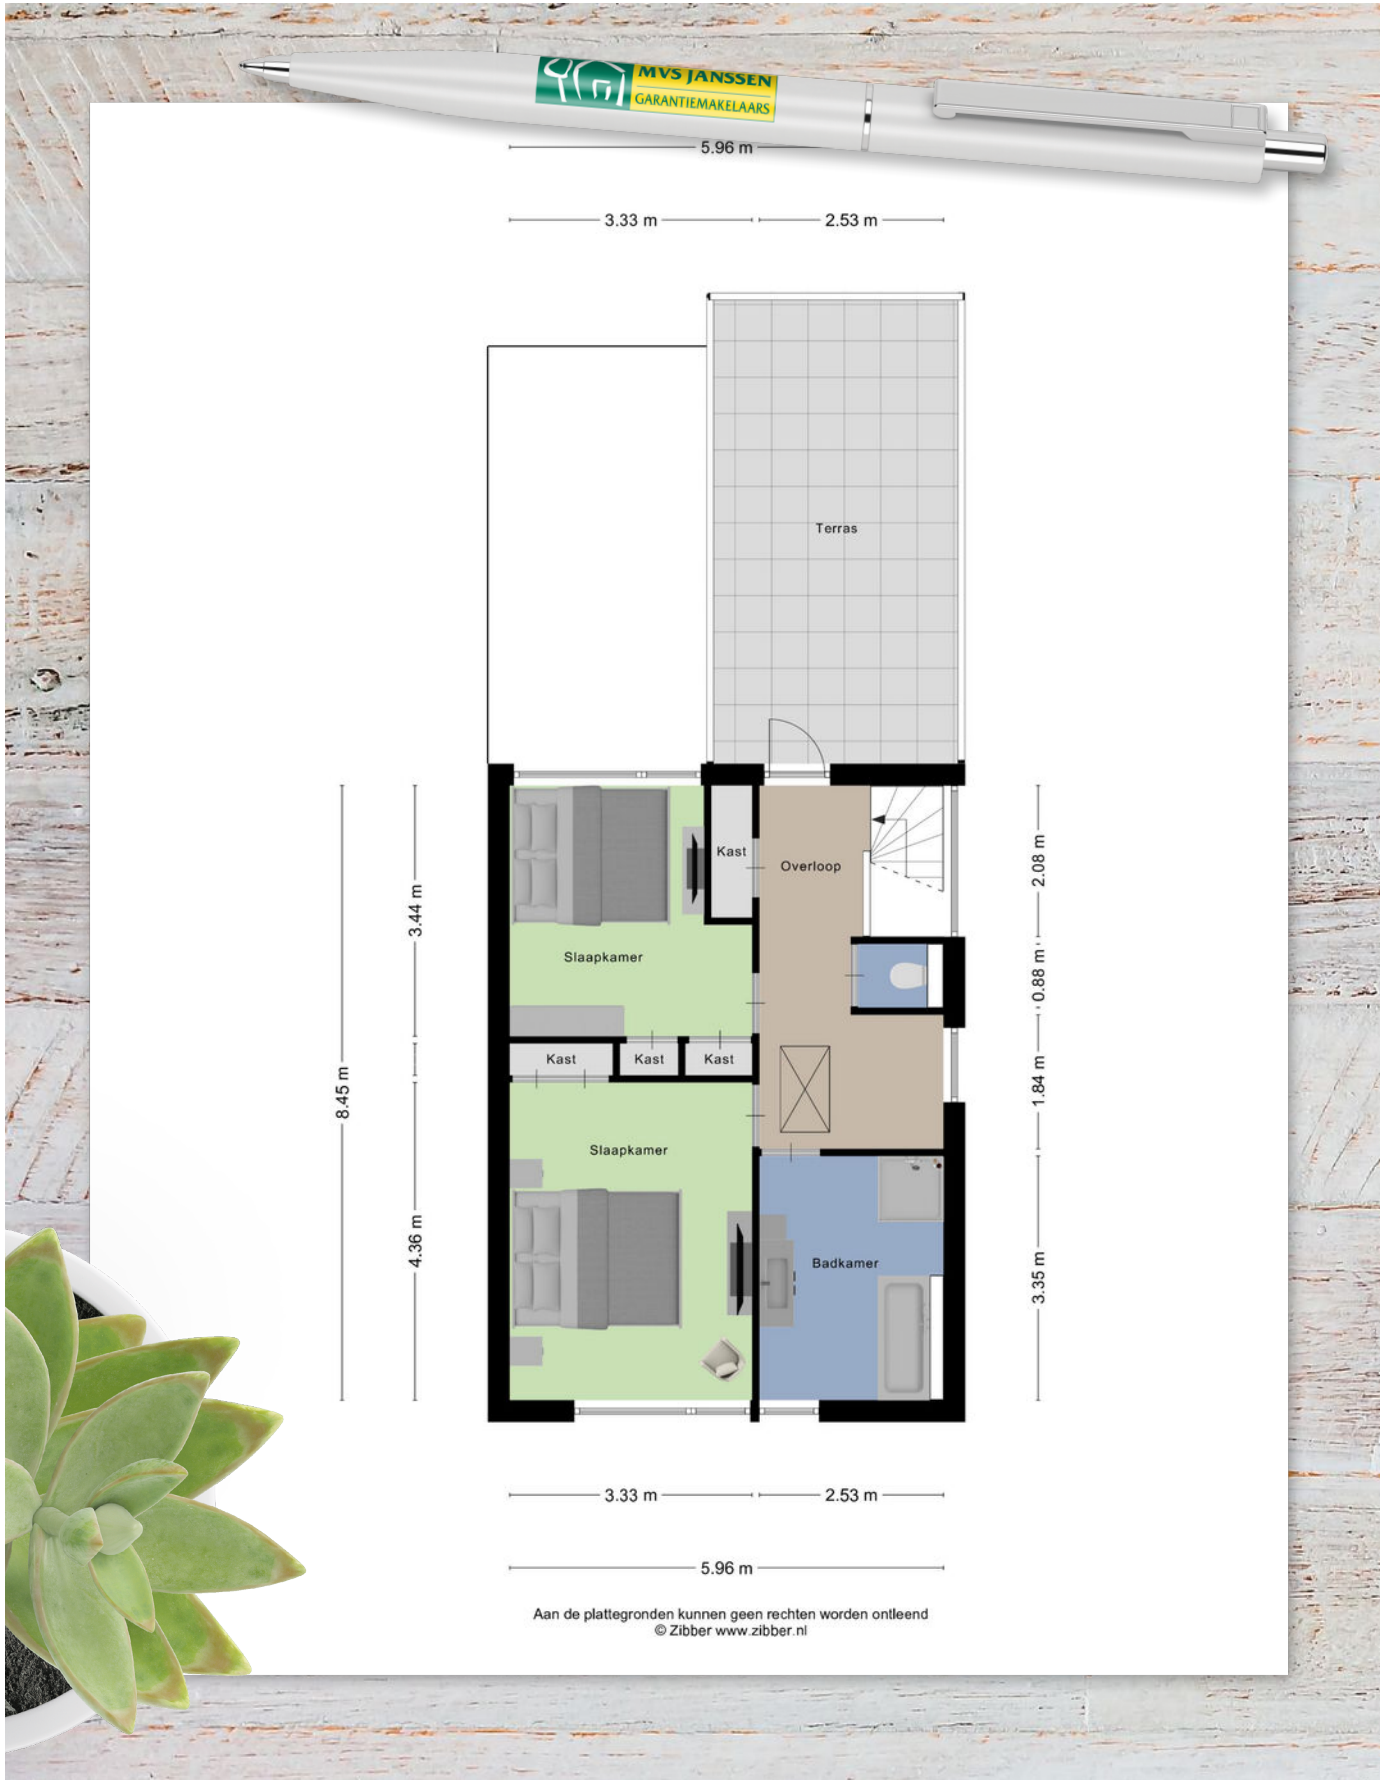 MVS JANSSEN
GARANTIEMAKELAARS
5.96 m
3.33 m
2.53 m
Terras
Kast
Overloop
2.08 m
3.44 m
Slaapkamer
0.88 m
Kast
Kast
Kast
8.45 m
1.84 m
Slaapkamer
4.36 m
Badkamer
3.35 m
3.33 m
2.53 m
5.96 m
Aan de plattegronden kunnen geen rechten worden ontleend
© Zibber www.zibber.nl